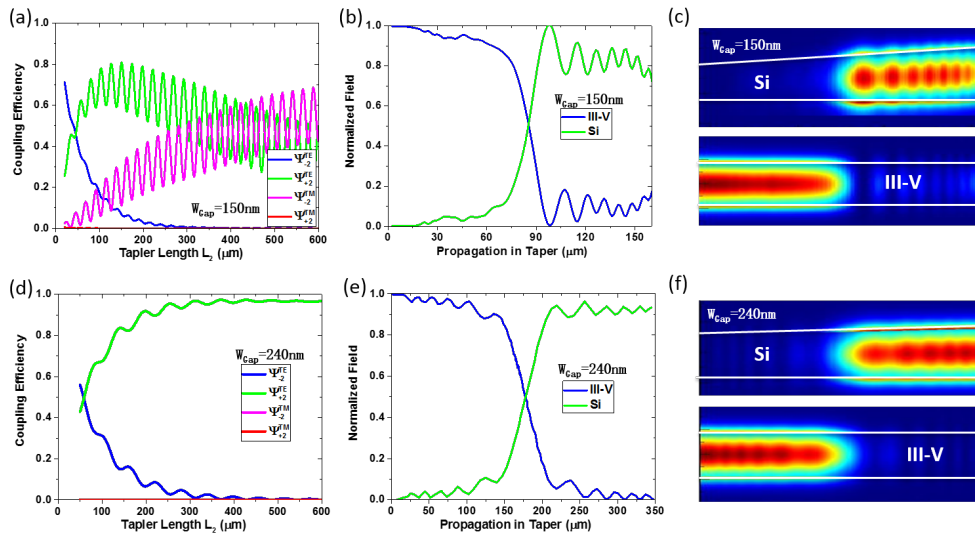 (a)
Coupling Efficiency
1.0
0.8
0.6
0.4
0.2
0.0
0 100 200 300 400 500 600
Tapler Length L2 (μm)
WGap=150nm
Ψ-2TE
Ψ+2TE
Ψ-2TM
Ψ+2TM
(b)
Normalized Field
1.0
0.8
0.6
0.4
0.2
0.0
0 30 60 90 120 150
Propagation in Taper (μm)
WGap=150nm
III-V
Si
(c)
WGap=150nm
Si
III-V
(d)
Coupling Efficiency
1.0
0.8
0.6
0.4
0.2
0.0
0 100 200 300 400 500 600
Tapler Length L2 (μm)
WGap=240nm
Ψ-2TE
Ψ+2TE
Ψ-2TM
Ψ+2TM
(e)
Normalized Field
1.0
0.8
0.6
0.4
0.2
0.0
0 50 100 150 200 250 300 350
Propagation in Taper (μm)
WGap=240nm
III-V
Si
(f)
WGap=240nm
Si
III-V